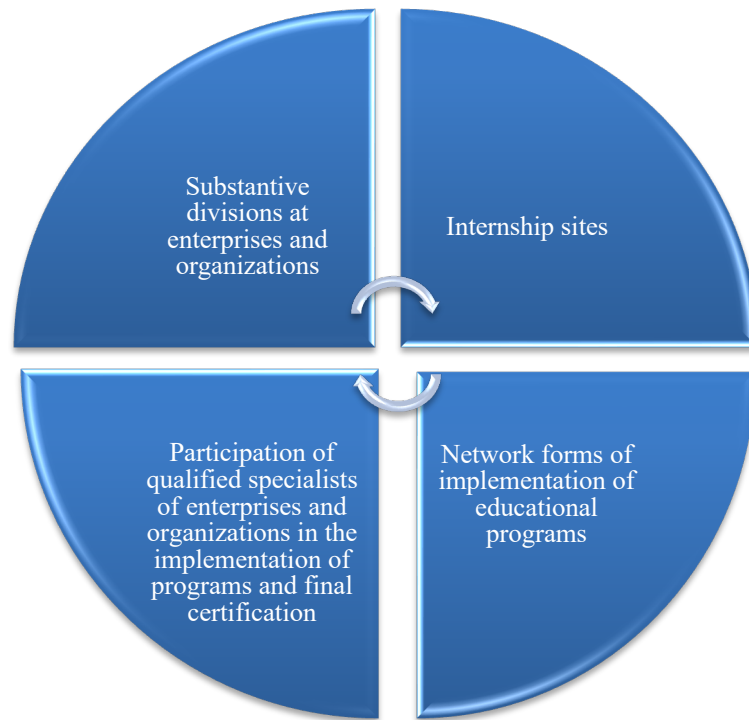 Substantive
divisions at
enterprises and
organizations
Internship sites
Participation of
qualified specialists
of enterprises and
organizations in the
implementation of
programs and final
certification
Network forms of
implementation of
educational
programs